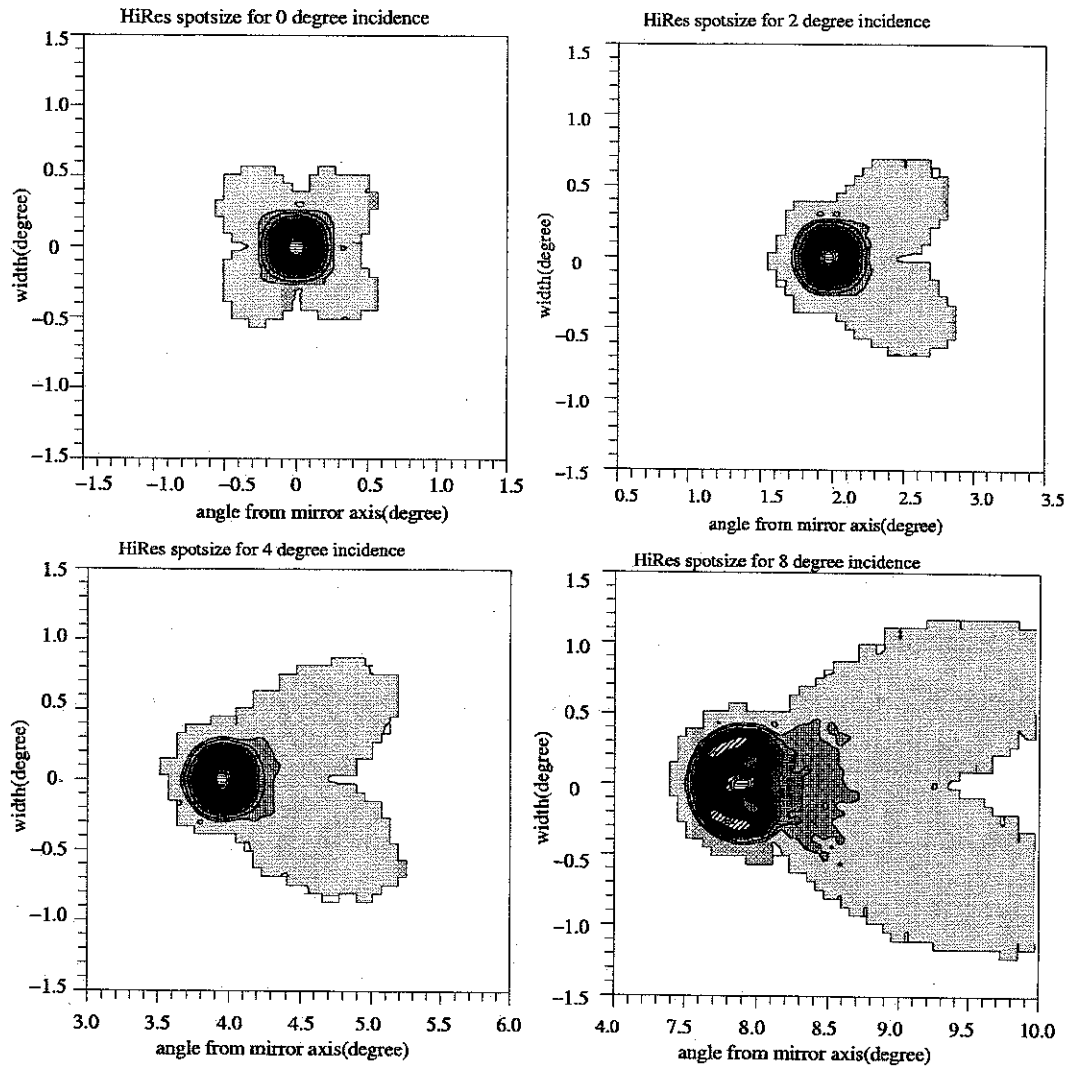 HiRes spotsize for 0 degree incidence
1.5
1.0
0.5
0
−0.5
−1.0
−1.5
width(degree)
−1.5 −1.0 −0.5 0 0.5 1.0 1.5
angle from mirror axis(degree)
HiRes spotsize for 2 degree incidence
1.5
1.0
0.5
0
−0.5
−1.0
−1.5
width(degree)
0.5 1.0 1.5 2.0 2.5 3.0 3.5
angle from mirror axis(degree)
HiRes spotsize for 4 degree incidence
1.5
1.0
0.5
0
−0.5
−1.0
−1.5
width(degree)
3.0 3.5 4.0 4.5 5.0 5.5 6.0
angle from mirror axis(degree)
HiRes spotsize for 8 degree incidence
1.5
1.0
0.5
0
−0.5
−1.0
−1.5
width(degree)
4.0 7.5 8.0 8.5 9.0 9.5 10.0
angle from mirror axis(degree)